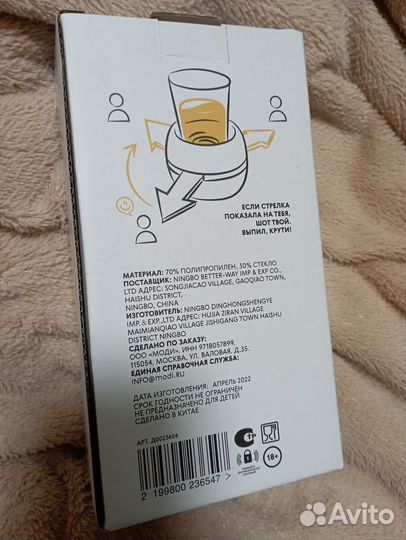 ЕСЛИ СТРЕЛКА
ПОКАЗАЛА НА ТЕБЯ,
ШОТ ТВОЙ.
ВЫПИЛ, КРУТИ!
МАТЕРИАЛ: 70% ПОЛИПРОПИЛЕН, 30% СТЕКЛО
ПОСТАВЩИК: NINGBO BETTER-WAY IMP & EXP CO.,
LTD АДРЕС: SONGJIACAO VILLAGE, GAOQIAO TOWN,
HAISHU DISTRICT,
NINGBO, CHINA
ИЗГОТОВИТЕЛЬ: NINGBO DINGHONGSHENGYE
IMP. & EXP.,LTD АДРЕС: HUJIA ZIRAN VILLAGE
MAIMIANQIAO VILLAGE JISHIGANG TOWN HAISHU
DISTRICT NINGBO
СДЕЛАНО ПО ЗАКАЗУ:
ООО «МОДИ». ИНН 9718057899,
115054, МОСКВА, УЛ. ВАЛОВАЯ, Д.35.
ЕДИНАЯ СПРАВОЧНАЯ СЛУЖБА:
INFO@modi.RU
ДАТА ИЗГОТОВЛЕНИЯ: АПРЕЛЬ 2022
СРОК ГОДНОСТИ НЕ ОГРАНИЧЕН
НЕ ПРЕДНАЗНАЧЕНО ДЛЯ ДЕТЕЙ
СДЕЛАНО В КИТАЕ
АРТ. Д0023654
2 199800 236547 >
18+
Avito